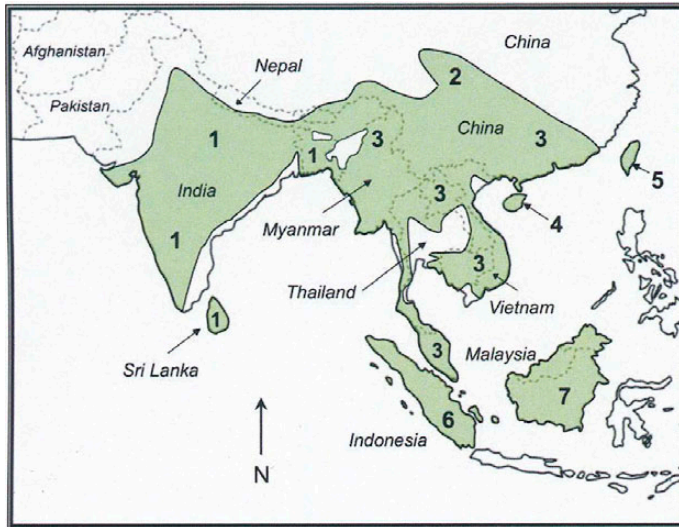 China
Afghanistan
Nepal
2
Pakistan
China
1
3
3
1
5
India
3
4
Myanmar
1
3
Thailand
Vietnam
1
3
Malaysia
Sri Lanka
7
6
Indonesia
N